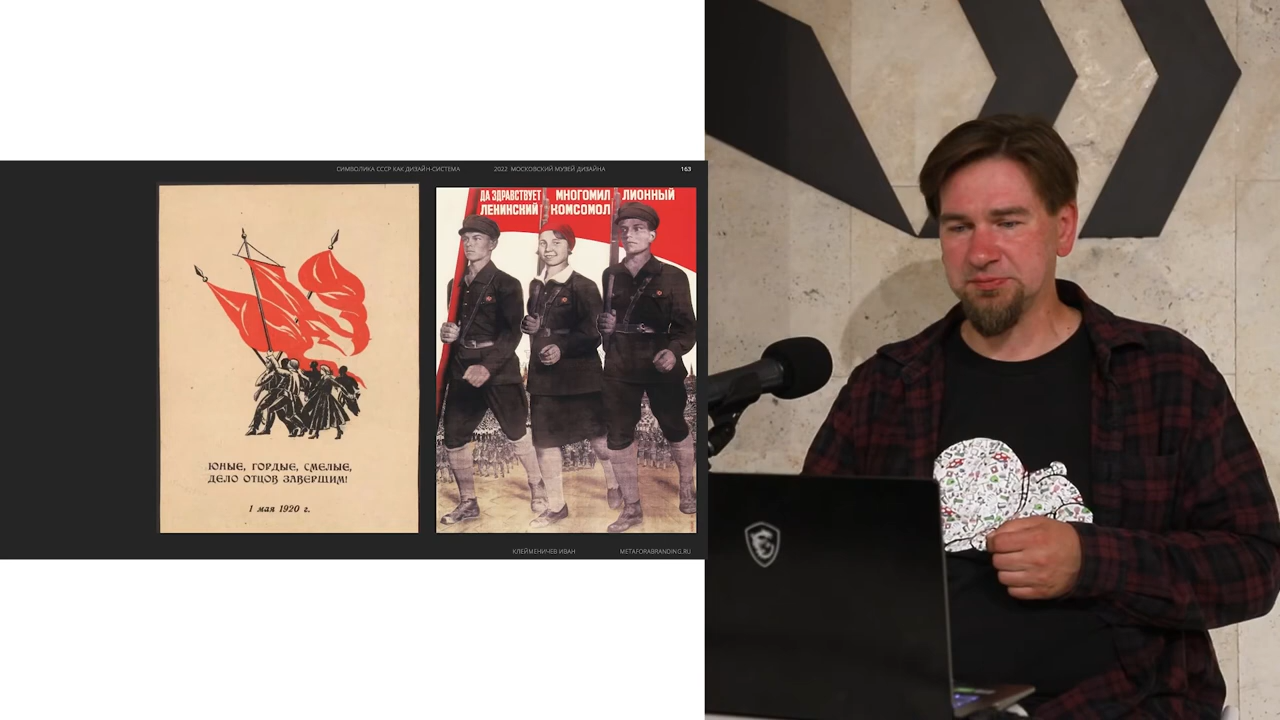 СИМВОЛИКА СССР КАК ДИЗАЙН-СИСТЕМА
2022 МОСКОВСКИЙ МУЗЕЙ ДИЗАЙНА
163
ЮНЫЕ, ГОРДЫЕ, СМЕЛЫЕ,
ДЕЛО ОТЦОВ ЗАВЕРШИМ!
1 мая 1920 г.
ДА ЗДРАВСТВУЕТ МНОГОМИЛЛИОННЫЙ
ЛЕНИНСКИЙ КОМСОМОЛ
КЛЕЙМЕНИЧЕВ ИВАН
METAFORABRANDING.RU